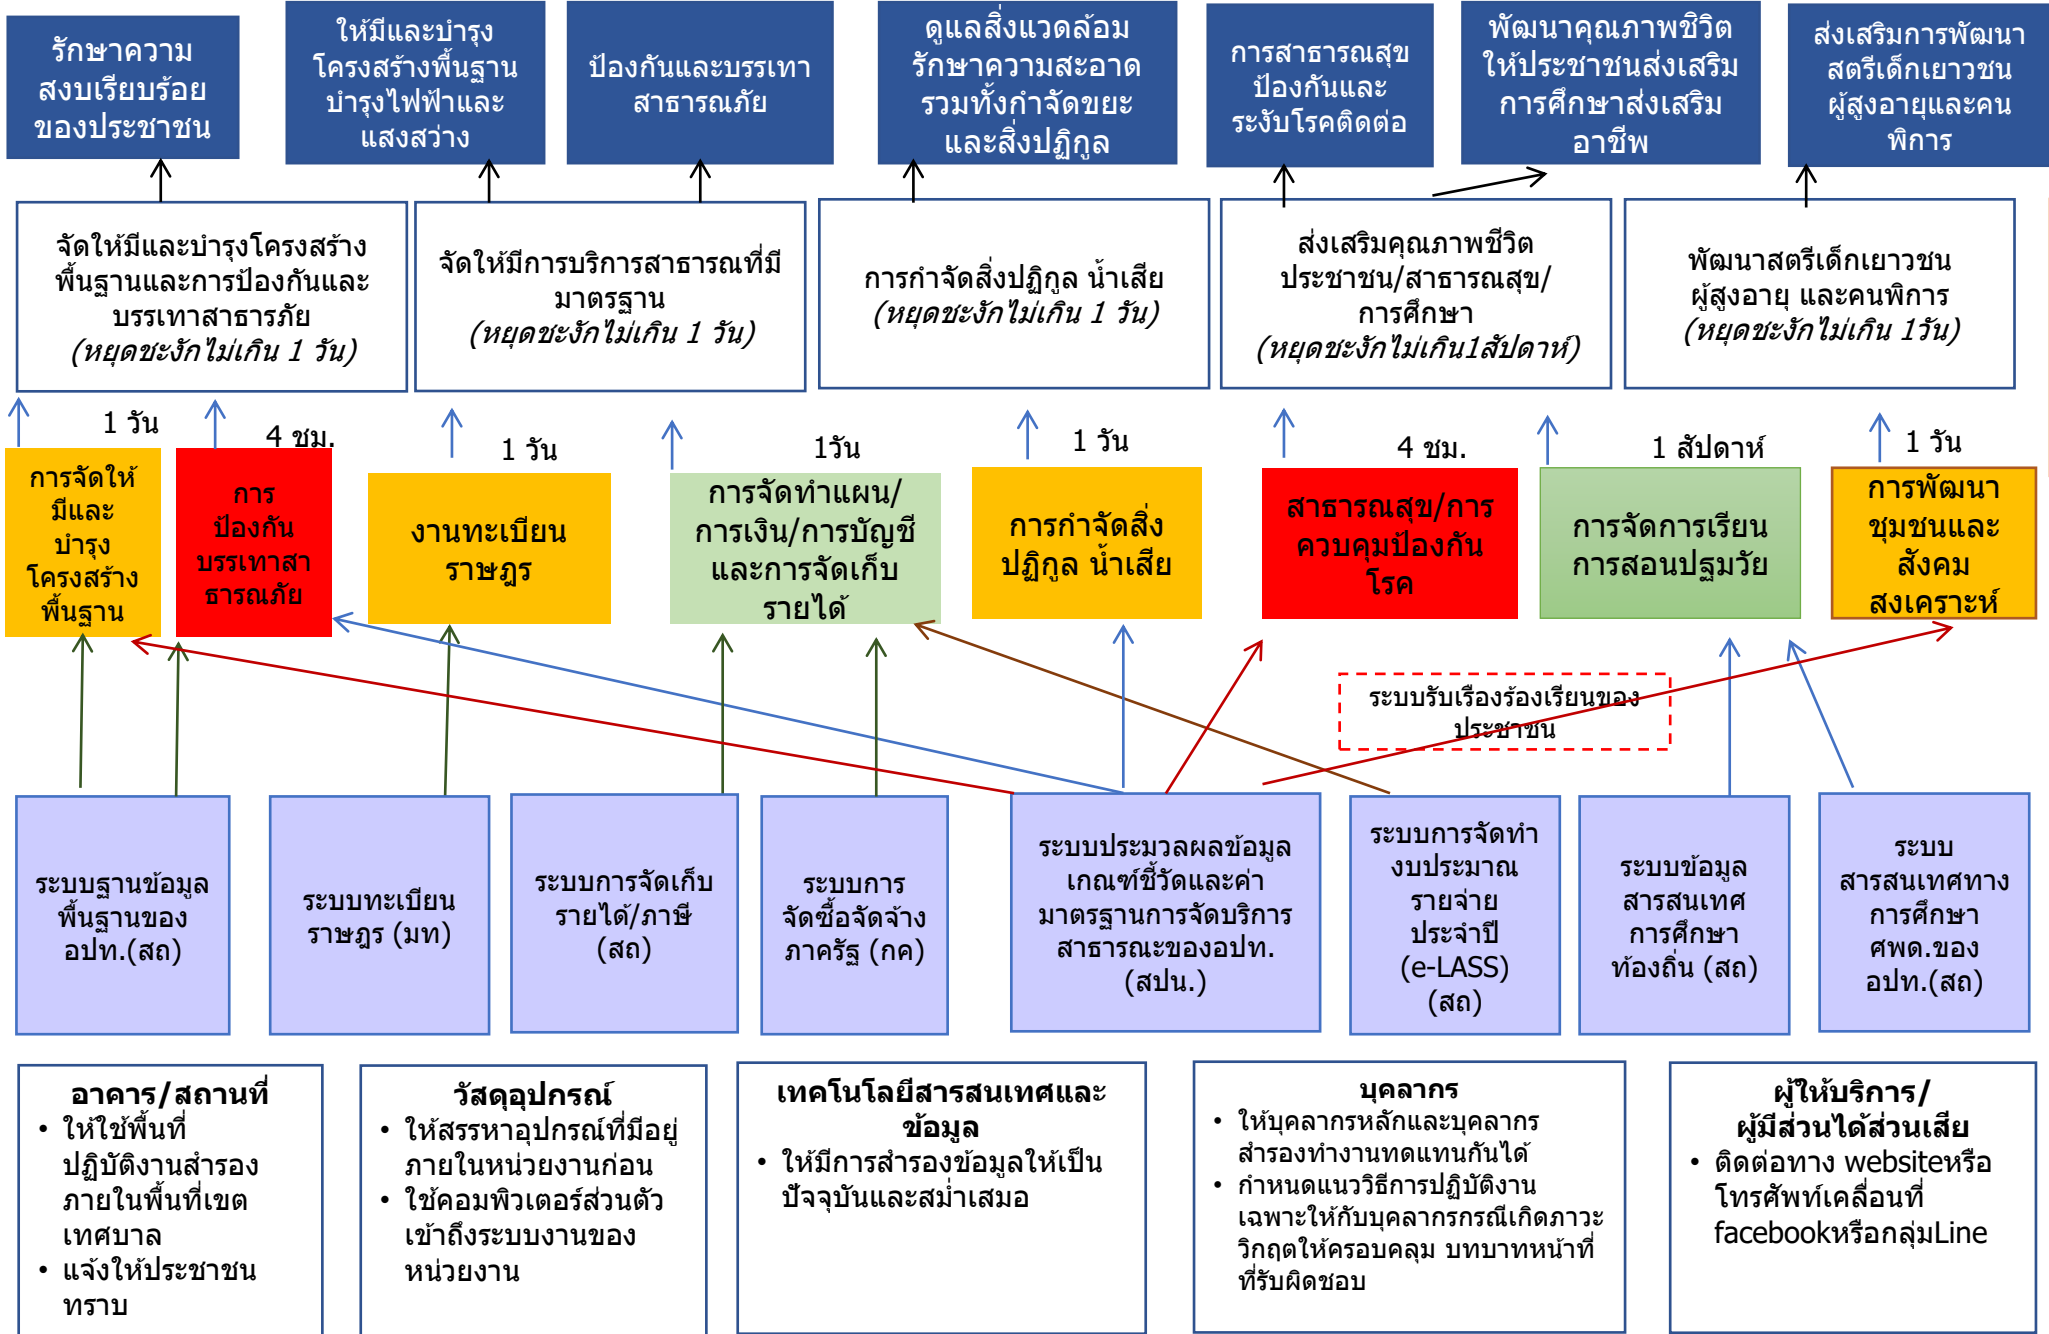 รักษาความ
สงบเรียบร้อย
ของประชาชน
ให้มีและบำรุง
โครงสร้างพื้นฐาน
บำรุงไฟฟ้าและ
แสงสว่าง
ป้องกันและบรรเทา
สาธารณภัย
ดูแลสิ่งแวดล้อม
รักษาความสะอาด
รวมทั้งกำจัดขยะ
และสิ่งปฏิกูล
การสาธารณสุข
ป้องกันและ
ระงับโรคติดต่อ
พัฒนาคุณภาพชีวิต
ให้ประชาชนส่งเสริม
การศึกษาส่งเสริม
อาชีพ
ส่งเสริมการพัฒนา
สตรีเด็กเยาวชน
ผู้สูงอายุและคน
พิการ
จัดให้มีและบำรุงโครงสร้าง
พื้นฐานและการป้องกันและ
บรรเทาสาธารภัย
(หยุดชะงักไม่เกิน 1 วัน)
จัดให้มีการบริการสาธารณที่มี
มาตรฐาน
(หยุดชะงักไม่เกิน 1 วัน)
การกำจัดสิ่งปฏิกูล น้ำเสีย
(หยุดชะงักไม่เกิน 1 วัน)
ส่งเสริมคุณภาพชีวิต
ประชาชน/สาธารณสุข/
การศึกษา
(หยุดชะงักไม่เกิน1สัปดาห์)
พัฒนาสตรีเด็กเยาวชน
ผู้สูงอายุ และคนพิการ
(หยุดชะงักไม่เกิน 1วัน)
1 วัน
4 ชม.
1 วัน
1วัน
1 วัน
4 ชม.
1 สัปดาห์
1 วัน
การจัดให้
มีและ
บำรุง
โครงสร้าง
พื้นฐาน
การ
ป้องกัน
บรรเทาสา
ธารณภัย
งานทะเบียน
ราษฎร
การจัดทำแผน/
การเงิน/การบัญชี
และการจัดเก็บ
รายได้
การกำจัดสิ่ง
ปฏิกูล น้ำเสีย
สาธารณสุข/การ
ควบคุมป้องกัน
โรค
การจัดการเรียน
การสอนปฐมวัย
การพัฒนา
ชุมชนและ
สังคม
สงเคราะห์
ระบบรับเรื่องร้องเรียนของ
ประชาชน
ระบบฐานข้อมูล
พื้นฐานของ
อปท.(สถ)
ระบบทะเบียน
ราษฎร (มท)
ระบบการจัดเก็บ
รายได้/ภาษี
(สถ)
ระบบการ
จัดซื้อจัดจ้าง
ภาครัฐ (กค)
ระบบประมวลผลข้อมูล
เกณฑ์ชี้วัดและค่า
มาตรฐานการจัดบริการ
สาธารณะของอปท.
(สปน.)
ระบบการจัดทำ
งบประมาณ
รายจ่าย
ประจำปี
(e-LASS)
(สถ)
ระบบข้อมูล
สารสนเทศ
การศึกษา
ท้องถิ่น (สถ)
ระบบ
สารสนเทศทาง
การศึกษา
ศพด.ของ
อปท.(สถ)
อาคาร/สถานที่
• ให้ใช้พื้นที่
ปฏิบัติงานสำรอง
ภายในพื้นที่เขต
เทศบาล
• แจ้งให้ประชาชน
ทราบ
วัสดุอุปกรณ์
• ให้สรรหาอุปกรณ์ที่มีอยู่
ภายในหน่วยงานก่อน
• ใช้คอมพิวเตอร์ส่วนตัว
เข้าถึงระบบงานของ
หน่วยงาน
เทคโนโลยีสารสนเทศและ
ข้อมูล
• ให้มีการสำรองข้อมูลให้เป็น
ปัจจุบันและสม่ำเสมอ
บุคลากร
• ให้บุคลากรหลักและบุคลากร
สำรองทำงานทดแทนกันได้
• กำหนดแนววิธีการปฏิบัติงาน
เฉพาะให้กับบุคลากรกรณีเกิดภาวะ
วิกฤตให้ครอบคลุม บทบาทหน้าที่
ที่รับผิดชอบ
ผู้ให้บริการ/
ผู้มีส่วนได้ส่วนเสีย
• ติดต่อทาง websiteหรือ
โทรศัพท์เคลื่อนที่
facebookหรือกลุ่มLine